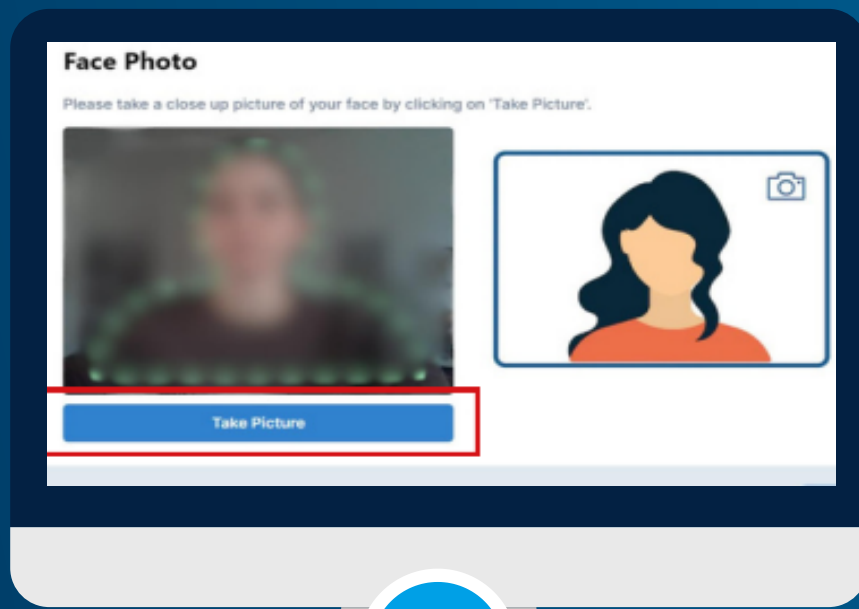 Face Photo
Please take a close up picture of your face by clicking on 'Take Picture'.
Take Picture